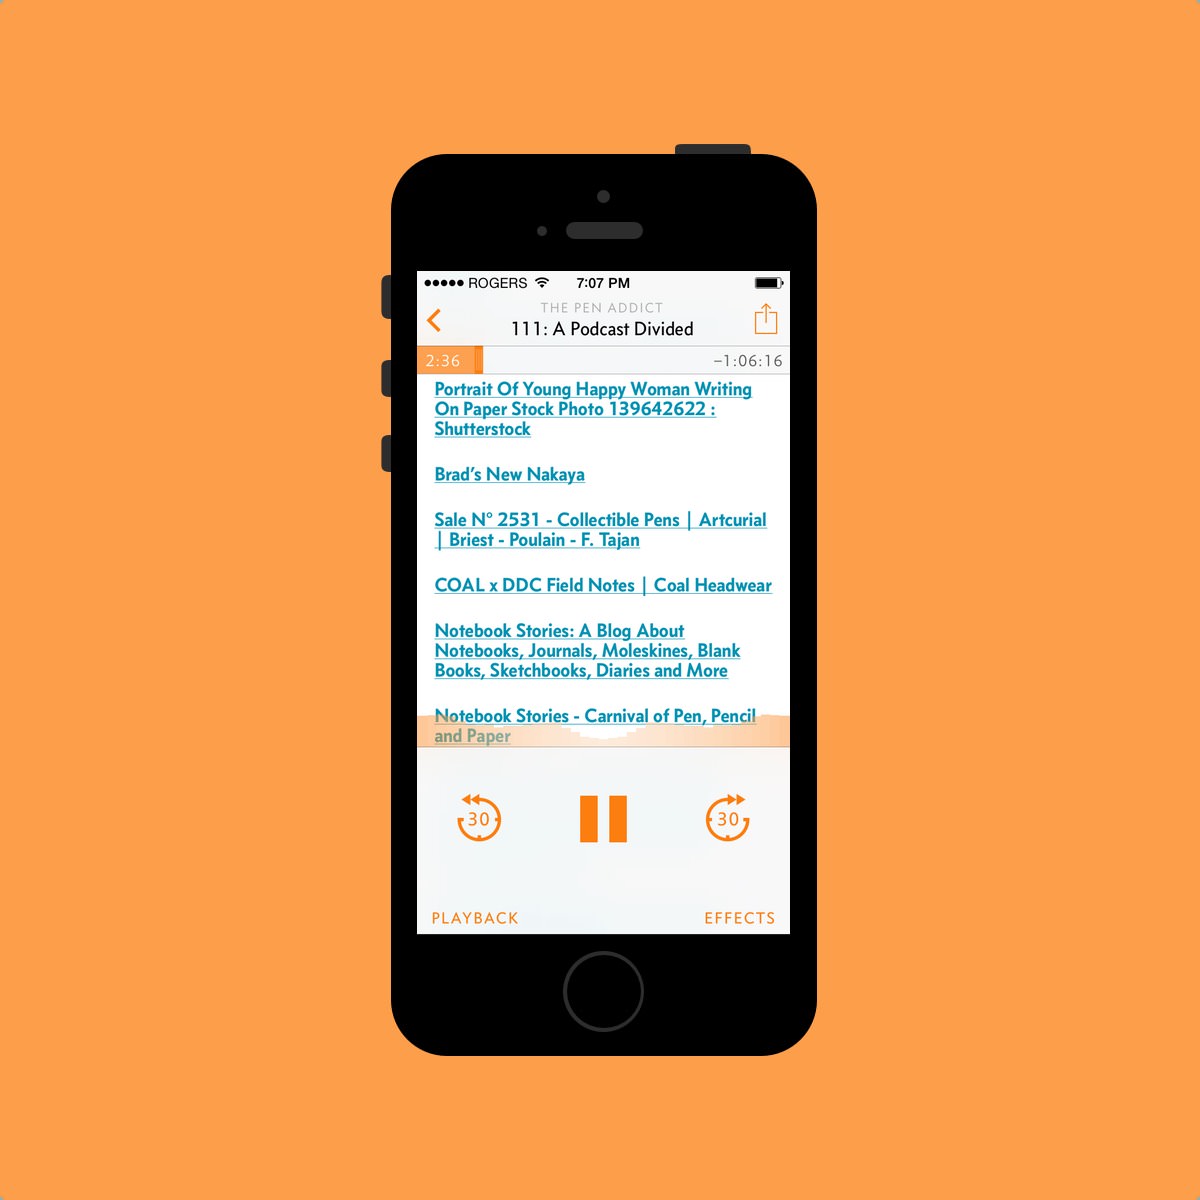 ●●●●● ROGERS 7:07 PM
THE PEN ADDICT
111: A Podcast Divided
2:36 −1:06:16
Portrait Of Young Happy Woman Writing
On Paper Stock Photo 139642622 :
Shutterstock
Brad’s New Nakaya
Sale N° 2531 - Collectible Pens | Artcurial
| Briest - Poulain - F. Tajan
COAL x DDC Field Notes | Coal Headwear
Notebook Stories: A Blog About
Notebooks, Journals, Moleskines, Blank
Books, Sketchbooks, Diaries and More
Notebook Stories - Carnival of Pen, Pencil
and Paper
30 30
PLAYBACK EFFECTS